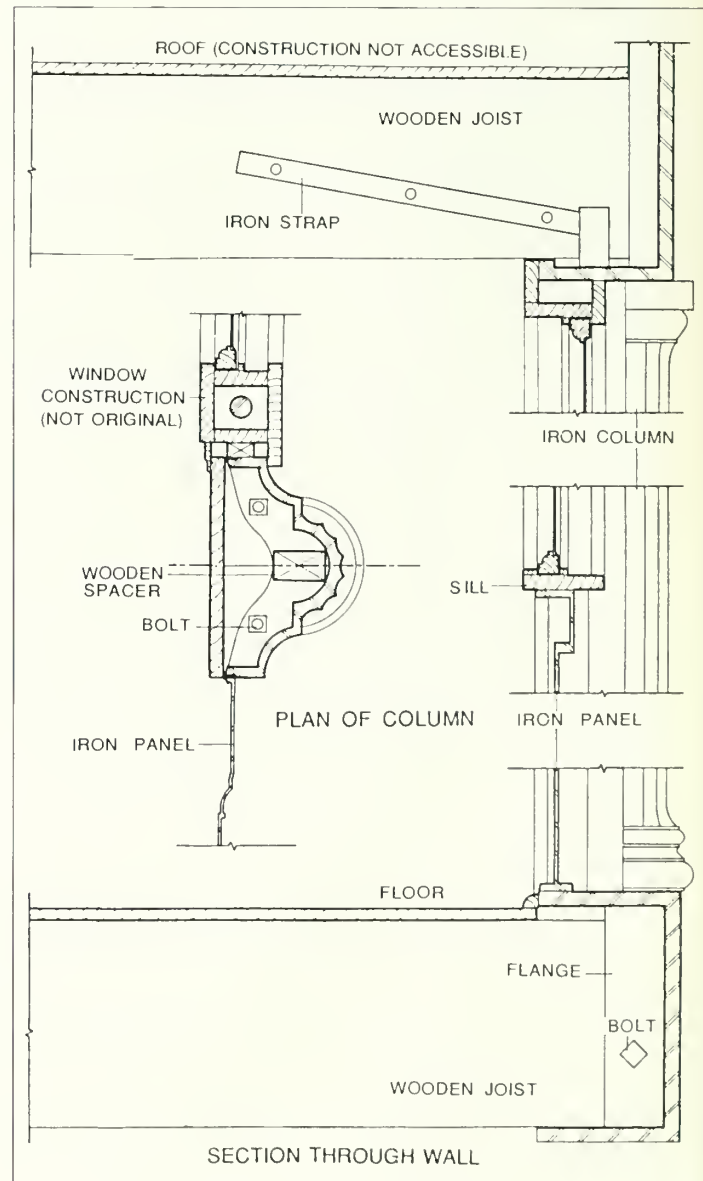 ROOF (CONSTRUCTION NOT ACCESSIBLE)
WOODEN JOIST
IRON STRAP
WINDOW
CONSTRUCTION
(NOT ORIGINAL)
IRON COLUMN
WOODEN
SPACER
SILL
BOLT
PLAN OF COLUMN
IRON PANEL
IRON PANEL
FLOOR
FLANGE
BOLT
WOODEN JOIST
SECTION THROUGH WALL